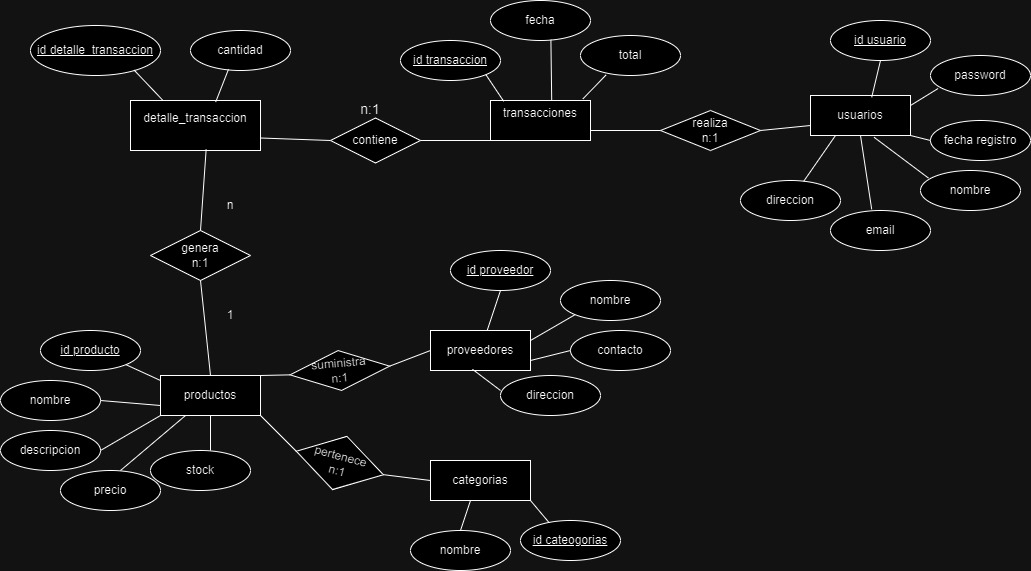 fecha
id usuario
id detalle_transaccion
cantidad
id transaccion
total
password
detalle_transaccion
n:1
transacciones
usuarios
contiene
realiza
n:1
fecha registro
direccion
nombre
n
email
genera
n:1
id proveedor
nombre
1
id producto
suministra
n:1
proveedores
contacto
productos
direccion
nombre
descripcion
stock
precio
pertenece
n:1
categorias
nombre
id cateogorias